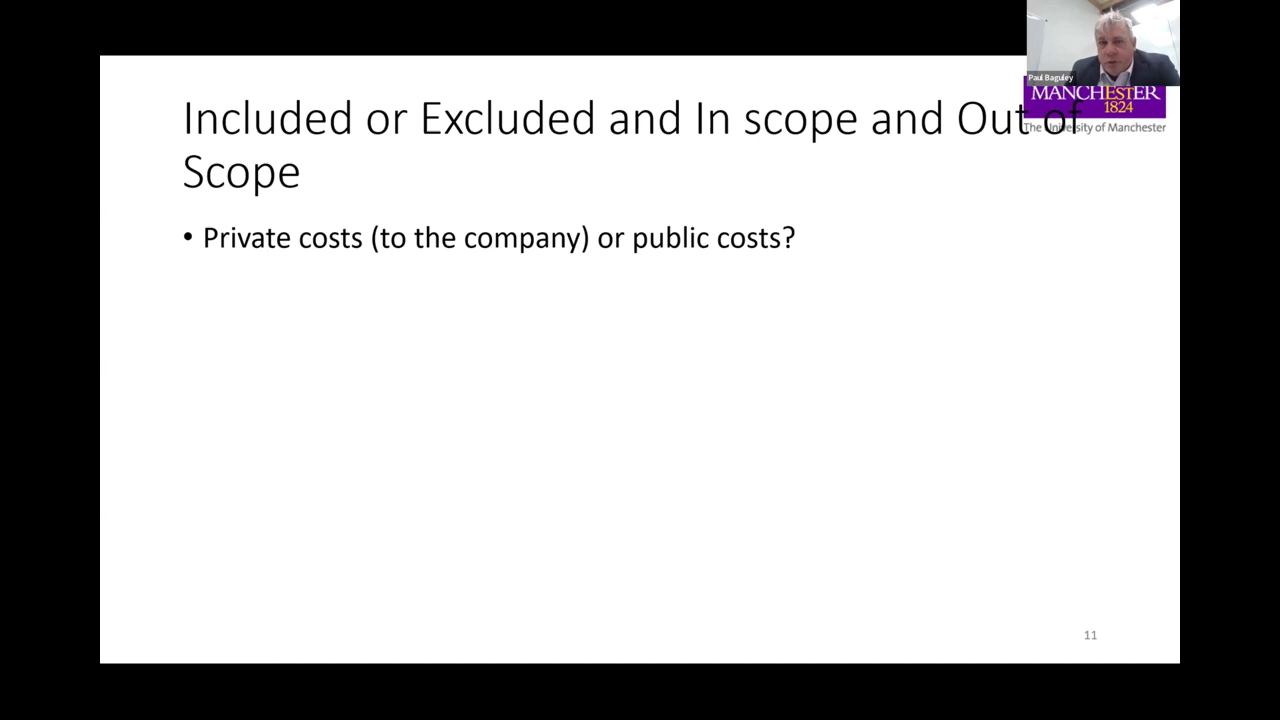 Paul Baguley
MANCHESTER
1824
The University of Manchester
Included or Excluded and In scope and Out of
Scope
• Private costs (to the company) or public costs?
11